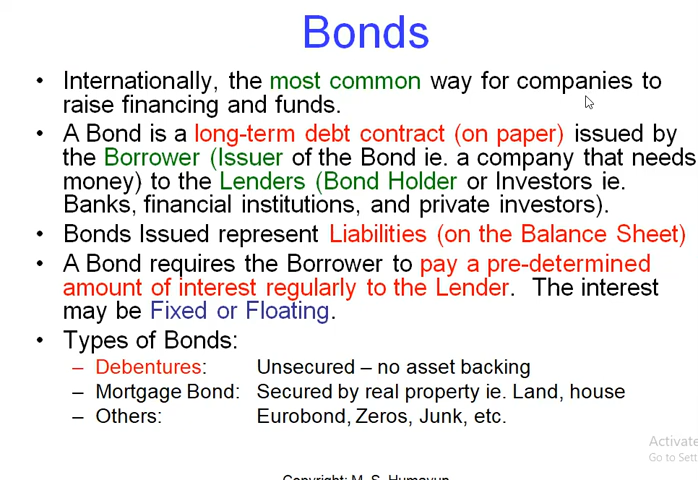 Bonds
• Internationally, the most common way for companies to
raise financing and funds.
• A Bond is a long-term debt contract (on paper) issued by
the Borrower (Issuer of the Bond ie. a company that needs
money) to the Lenders (Bond Holder or Investors ie.
Banks, financial institutions, and private investors).
• Bonds Issued represent Liabilities (on the Balance Sheet)
• A Bond requires the Borrower to pay a pre-determined
amount of interest regularly to the Lender. The interest
may be Fixed or Floating.
• Types of Bonds:
– Debentures: Unsecured – no asset backing
– Mortgage Bond: Secured by real property ie. Land, house
– Others: Eurobond, Zeros, Junk, etc.
Activate
Go to Sett
Copyright: M. S. Humayun